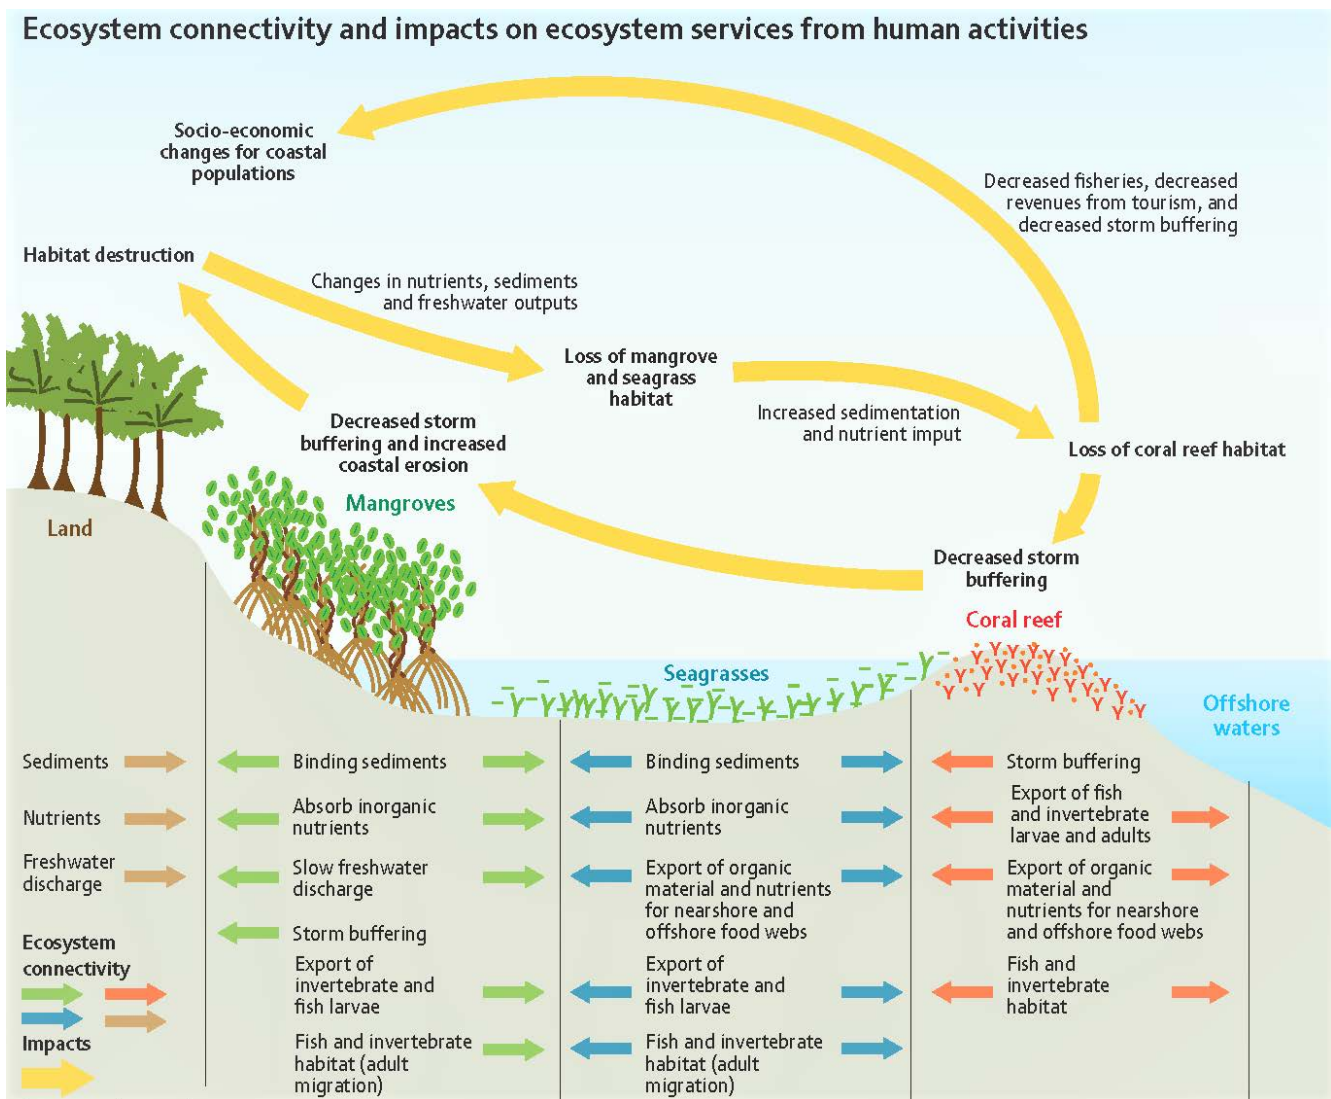 Ecosystem connectivity and impacts on ecosystem services from human activities
Socio-economic
changes for coastal
populations
Decreased fisheries, decreased
revenues from tourism, and
decreased storm buffering
Habitat destruction
Changes in nutrients, sediments
and freshwater outputs
Loss of mangrove
and seagrass
habitat
Increased sedimentation
and nutrient imput
Decreased storm
buffering and increased
coastal erosion
Loss of coral reef habitat
Mangroves
Land
Decreased storm
buffering
Coral reef
Seagrasses
Offshore
waters
Sediments
Nutrients
Freshwater
discharge
Binding sediments
Absorb inorganic
nutrients
Slow freshwater
discharge
Storm buffering
Export of
invertebrate and
fish larvae
Fish and invertebrate
habitat (adult
migration)
Binding sediments
Absorb inorganic
nutrients
Export of organic
material and nutrients
for nearshore and
offshore food webs
Export of
invertebrate and
fish larvae
Fish and invertebrate
habitat (adult
migration)
Storm buffering
Export of fish
and invertebrate
larvae and adults
Export of organic
material and
nutrients for nearshore
and offshore food webs
Fish and
invertebrate
habitat
Ecosystem
connectivity
Impacts